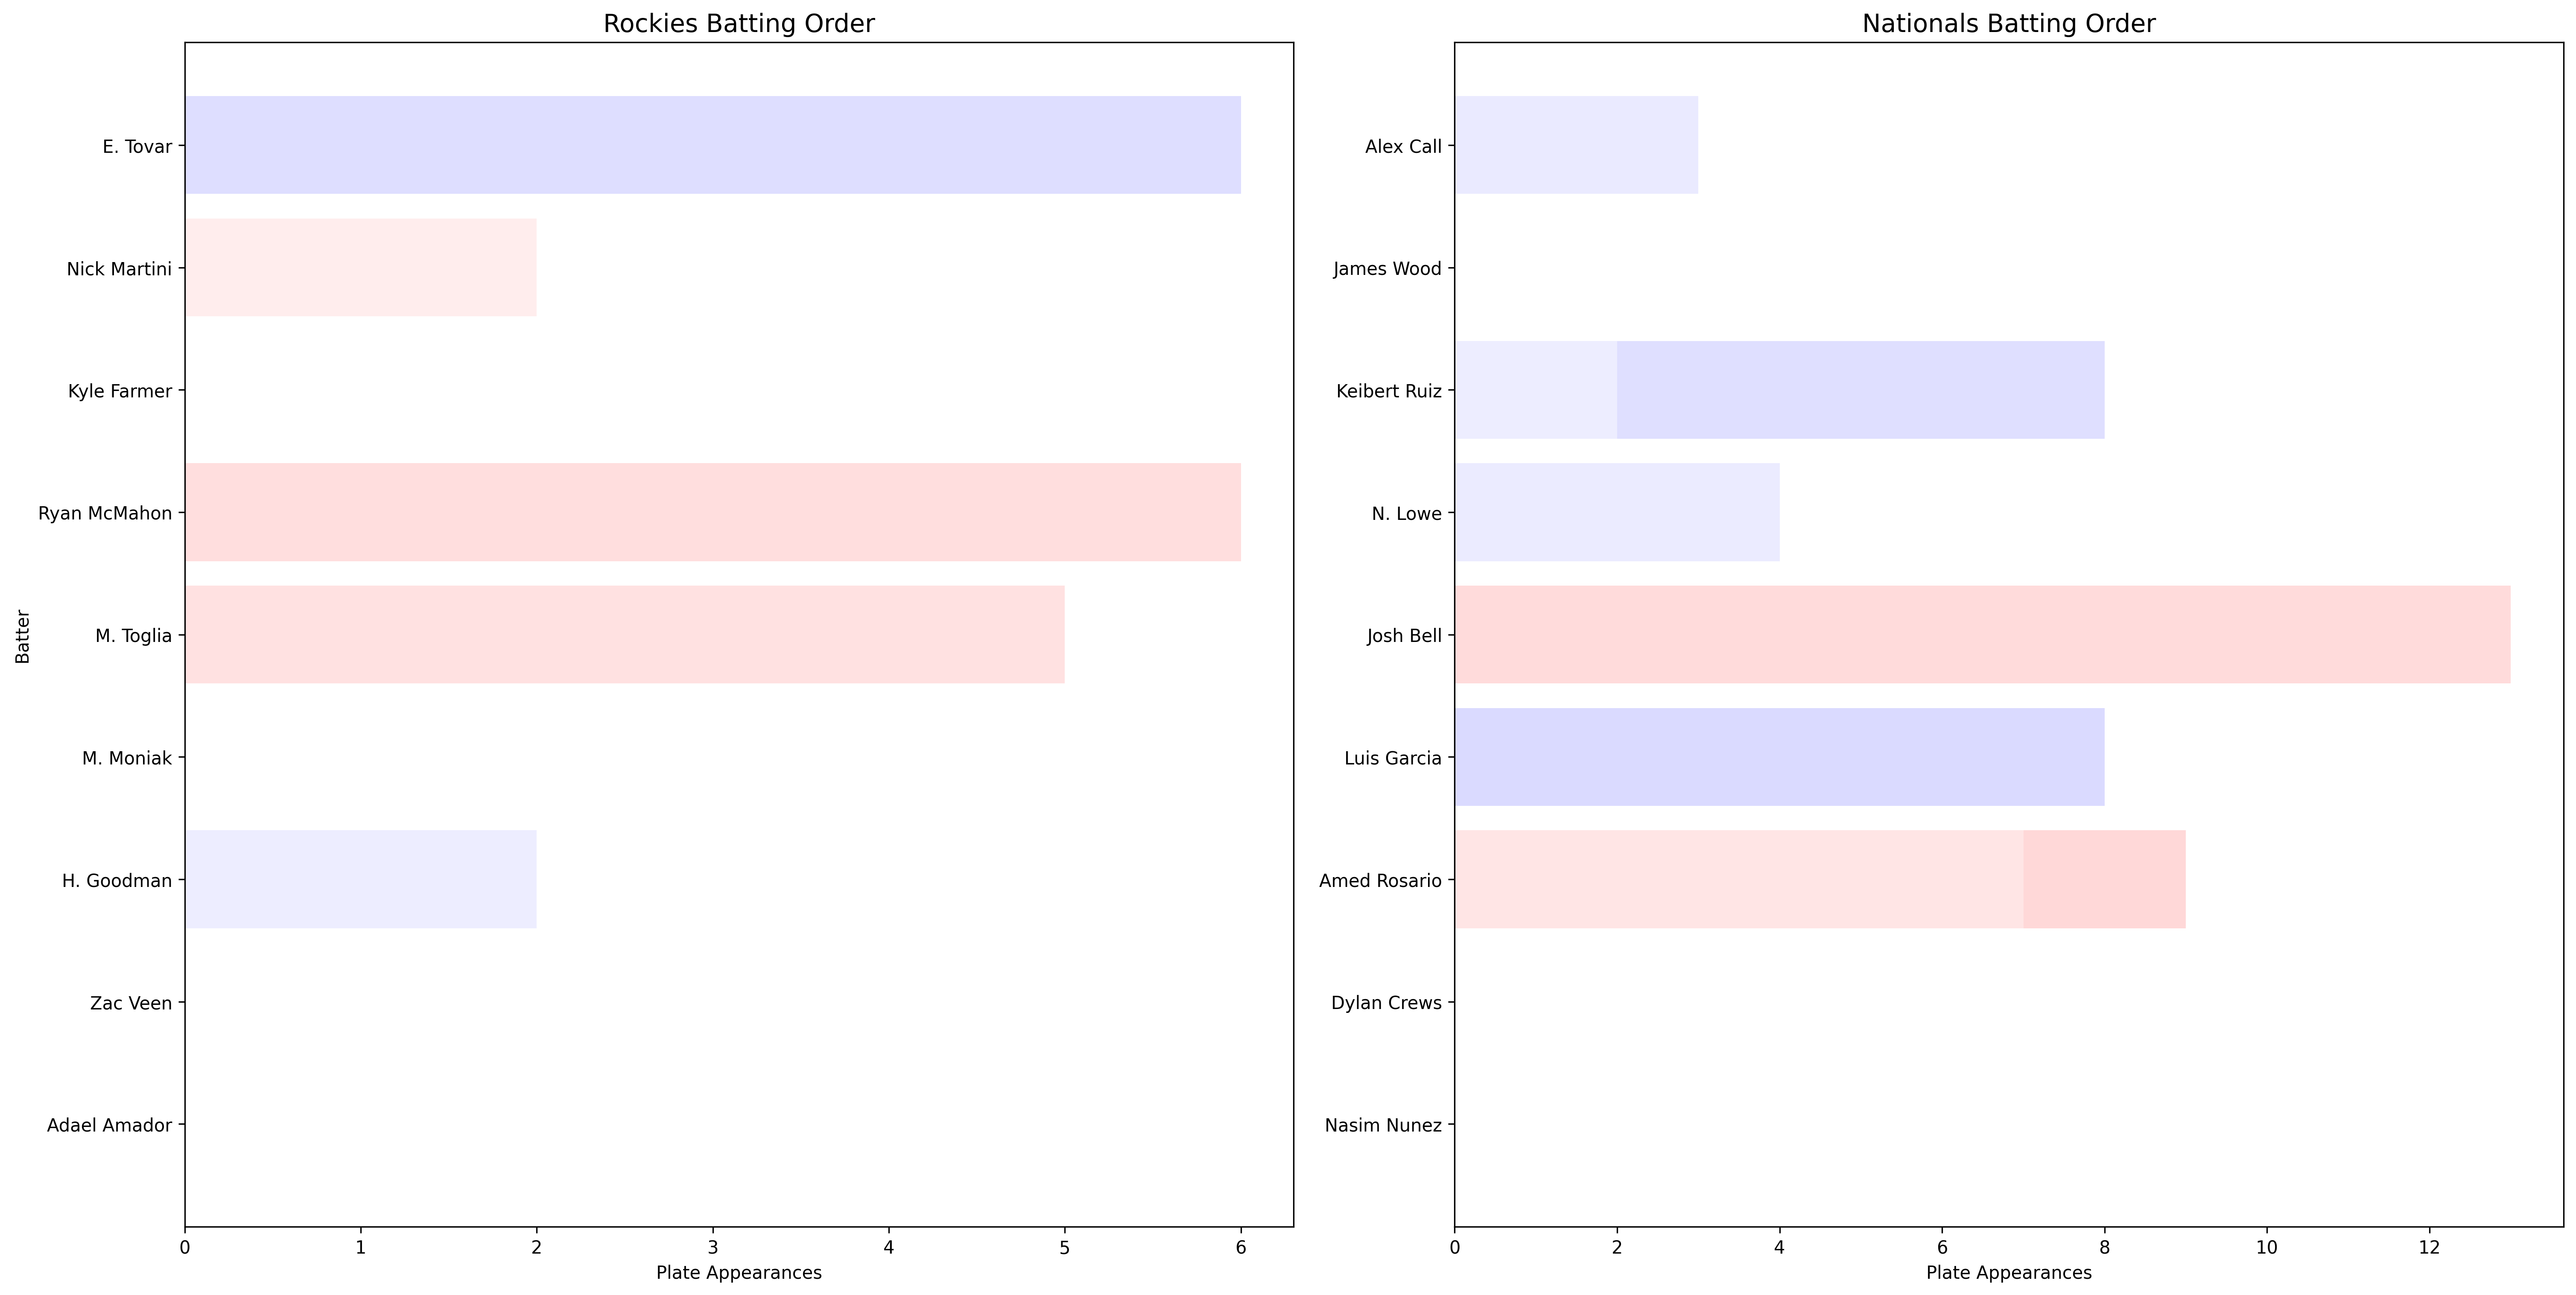 Rockies Batting Order
Batter
E. Tovar
Nick Martini
Kyle Farmer
Ryan McMahon
M. Toglia
M. Moniak
H. Goodman
Zac Veen
Adael Amador
0 1 2 3 4 5 6
Plate Appearances
Nationals Batting Order
Alex Call
James Wood
Keibert Ruiz
N. Lowe
Josh Bell
Luis Garcia
Amed Rosario
Dylan Crews
Nasim Nunez
0 2 4 6 8 10 12
Plate Appearances